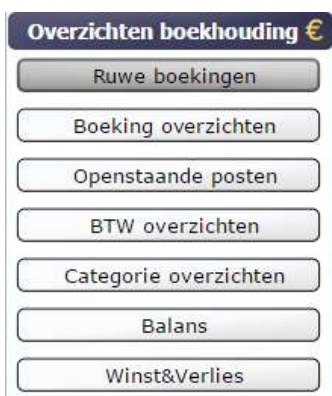 Overzichten boekhouding €
Ruwe boekingen
Boeking overzichten
Openstaande posten
BTW overzichten
Categorie overzichten
Balans
Winst&Verlies